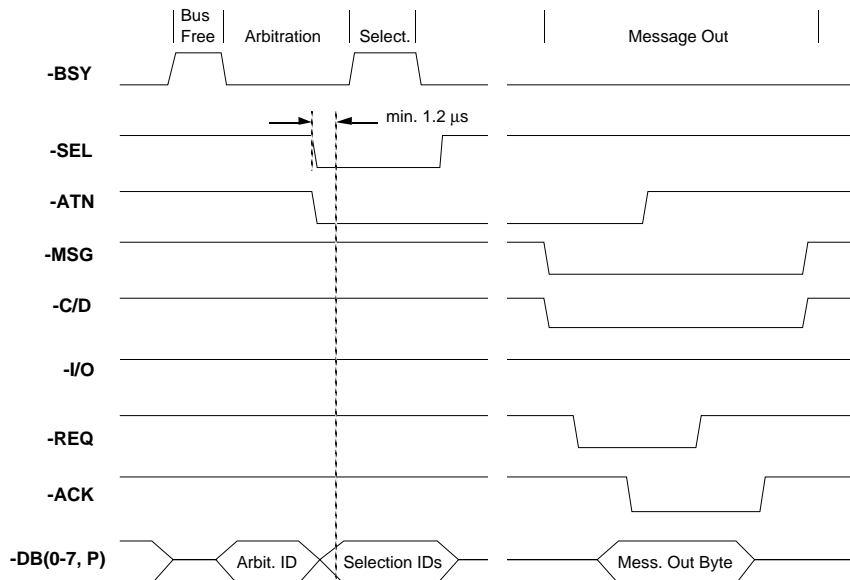 Bus
Free
Arbitration
Select.
Message Out
-BSY
min. 1.2 µs
-SEL
-ATN
-MSG
-C/D
-I/O
-REQ
-ACK
-DB(0-7, P)
Arbit. ID
Selection IDs
Mess. Out Byte